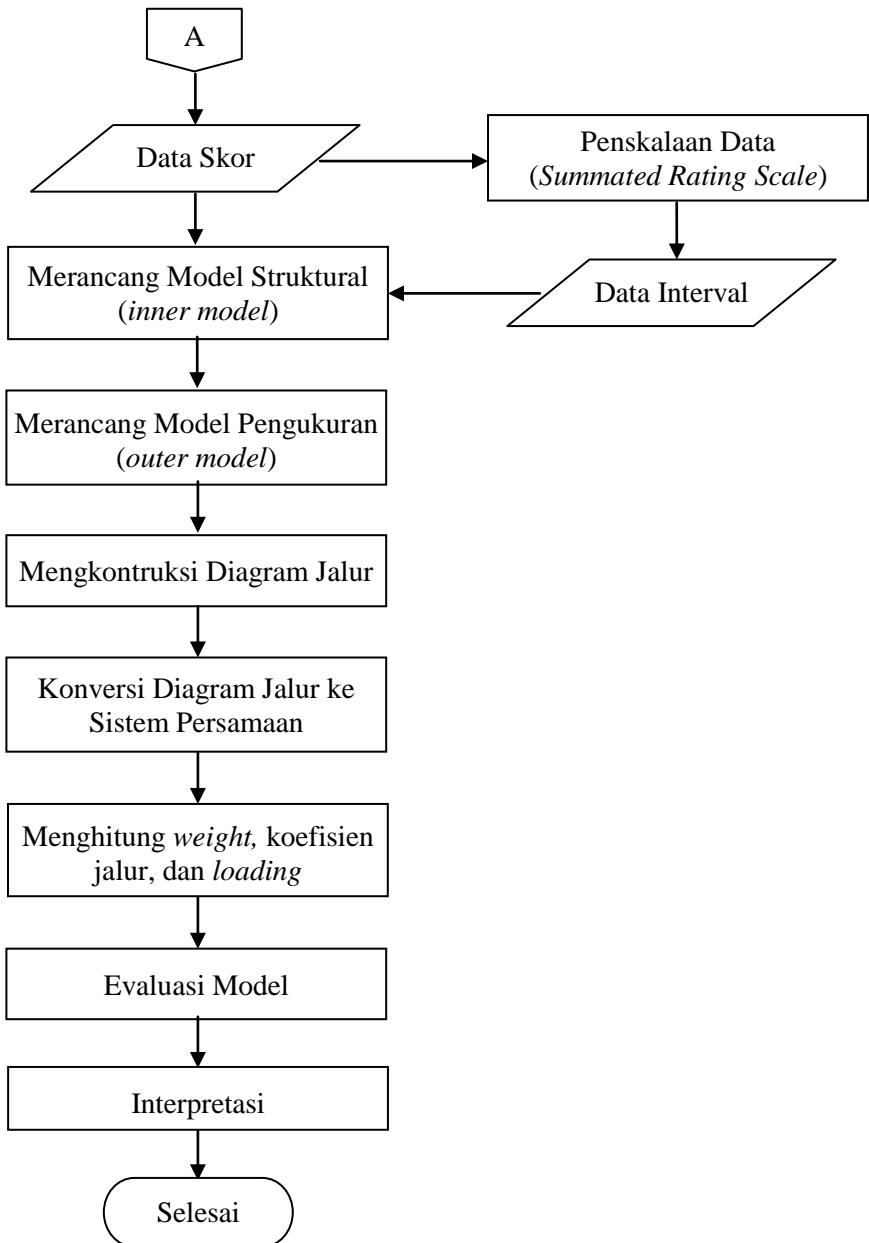 A
Data Skor
Penskalaan Data
(Summated Rating Scale)
Merancang Model Struktural
(inner model)
Data Interval
Merancang Model Pengukuran
(outer model)
Mengkontruksi Diagram Jalur
Konversi Diagram Jalur ke
Sistem Persamaan
Menghitung weight, koefisien
jalur, dan loading
Evaluasi Model
Interpretasi
Selesai